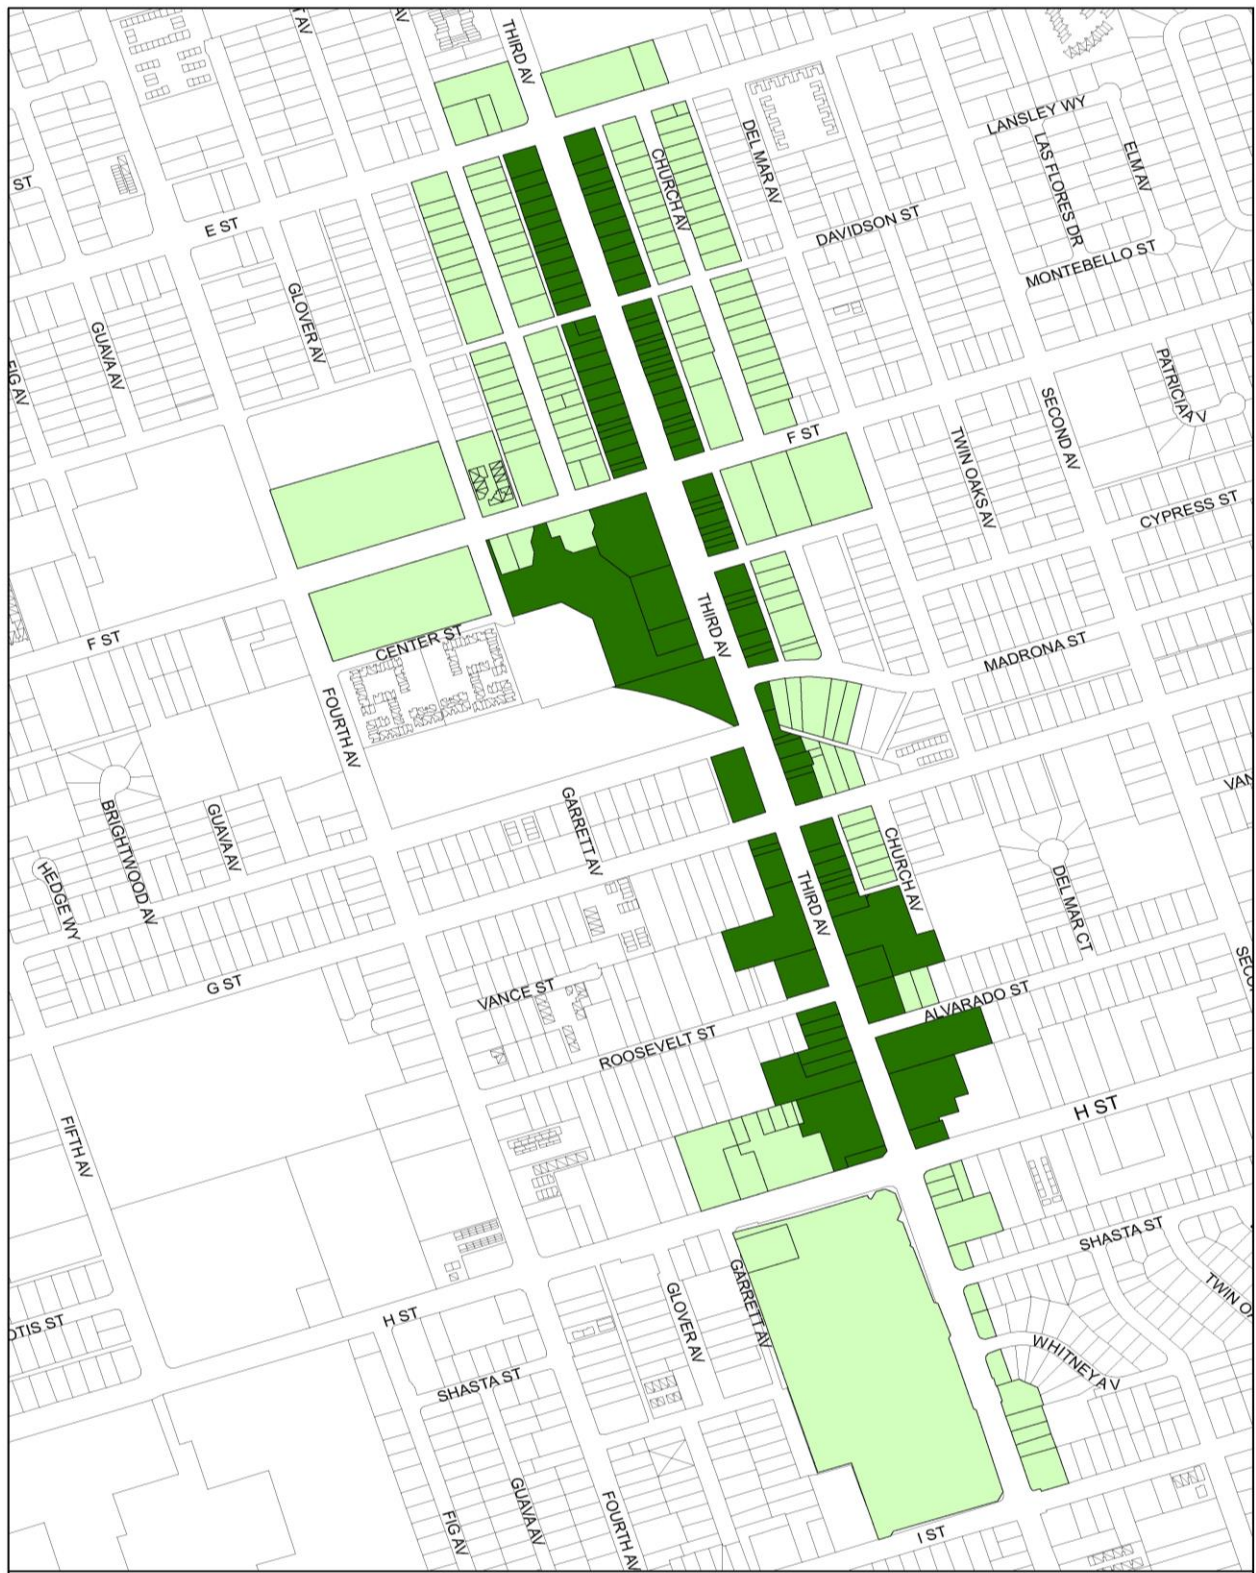 AV
THIRD AV
LANSLEY WY
LAS FLORES DR
ELM AV
DEL MAR AV
CHURCH AV
ST
E ST
DAVIDSON ST
MONTEBELLO ST
GLOVER AV
GUAVA AV
FIG AV
PATRICIA AV
SECOND AV
TWIN OAKS AV
F ST
CYPRESS ST
F ST
CENTER ST
THIRD AV
MADRONA ST
FOURTH AV
GARRETT AV
BRIGHTWOOD AV
GUAVA AV
HEDGE WY
CHURCH AV
THIRD AV
DEL MAR CT
VAN
G ST
VANCE ST
ALVARADO ST
SECO
ROOSEVELT ST
H ST
FIFTH AV
SHASTA ST
TWIN O
GARRETT AV
GLOVER AV
H ST
OTIS ST
WHITNEY AV
SHASTA ST
FIG AV
GUAVA AV
FOURTH AV
I ST